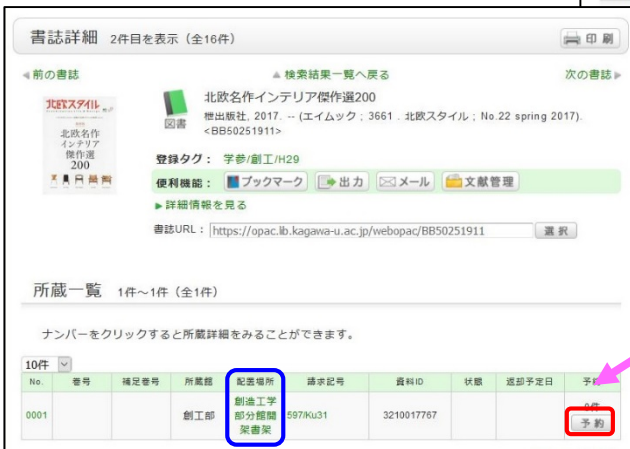 書誌詳細 2件目を表示（全16件）
印刷
◀前の書誌 ▲検索結果一覧へ戻る 次の書誌▶
北欧スタイル
北欧名作
インテリア
傑作選
200
図書
北欧名作インテリア傑作選200
枻出版社, 2017. -- (エイムック ; 3661 . 北欧スタイル ; No.22 spring 2017).
<BB50251911>
登録タグ： 学参/創工/H29
便利機能： ブックマーク 出力 メール 文献管理
▶詳細情報を見る
書誌URL： https://opac.lib.kagawa-u.ac.jp/webopac/BB50251911 選択
所蔵一覧 1件～1件（全1件）
ナンバーをクリックすると所蔵詳細をみることができます。
10件
No. 巻号 補足巻号 所蔵館 配置場所 請求記号 資料ID 状態 返却予定日 予約
0001 創工部 創造工学部分館開架書架 597/Ku31 3210017767 0件
予約